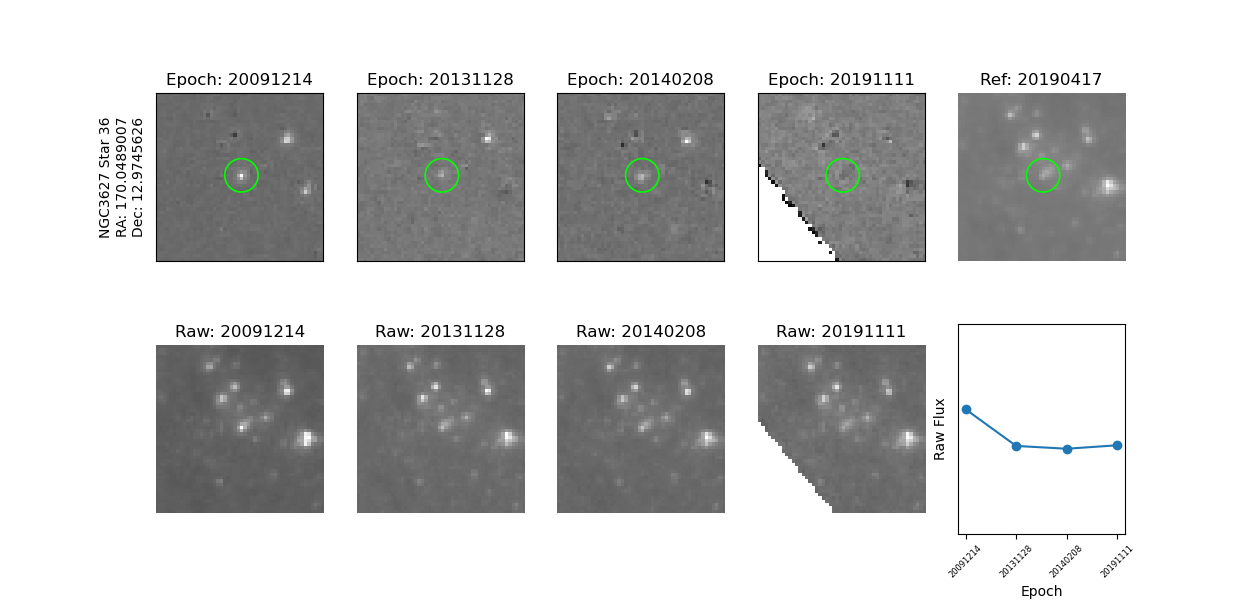 NGC3627 Star 36
RA: 170.0489007
Dec: 12.9745626
Epoch: 20091214
Epoch: 20131128
Epoch: 20140208
Epoch: 20191111
Ref: 20190417
Raw: 20091214
Raw: 20131128
Raw: 20140208
Raw: 20191111
Raw Flux
20091214
20131128
20140208
20191111
Epoch